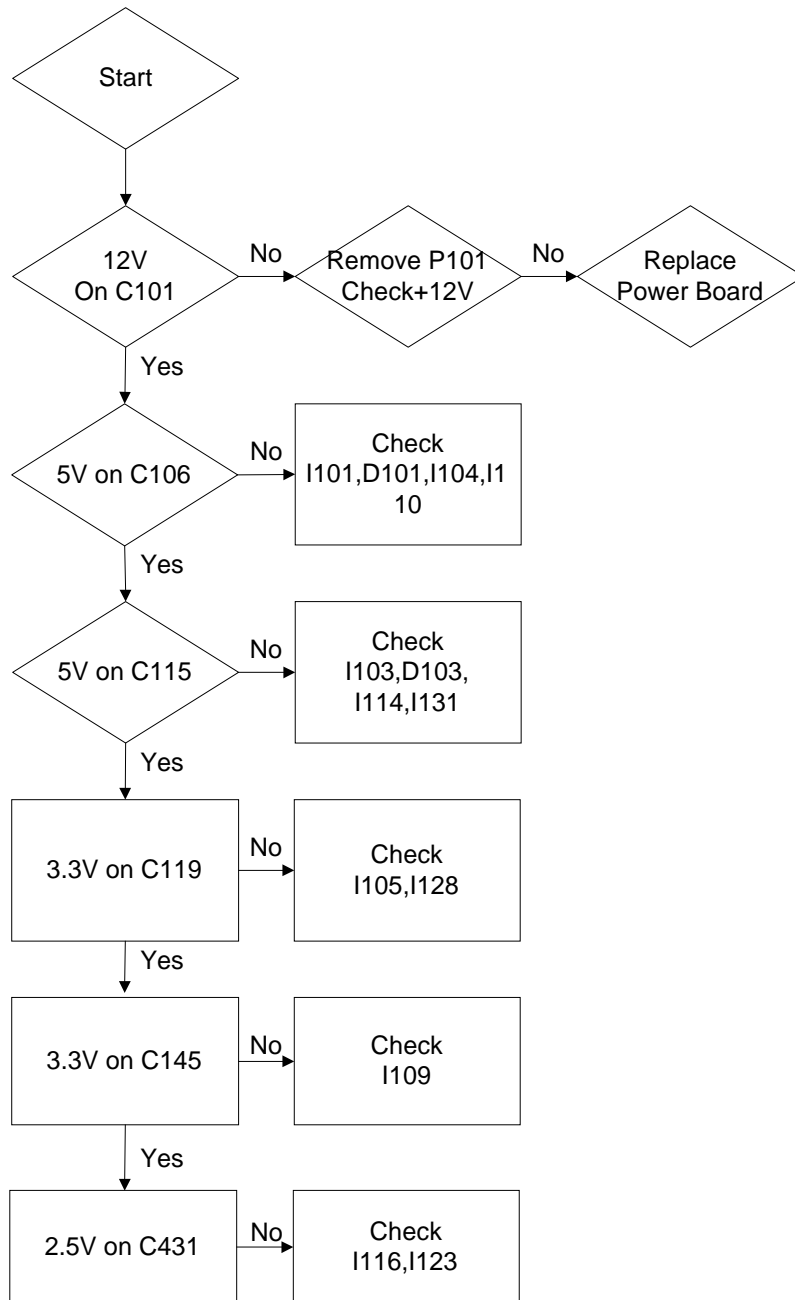 Start
12V
On C101
No
Remove P101
Check+12V
No
Replace
Power Board
Yes
5V on C106
No
Check
I101,D101,I104,I1
10
Yes
5V on C115
No
Check
I103,D103,
I114,I131
Yes
3.3V on C119
No
Check
I105,I128
Yes
3.3V on C145
No
Check
I109
Yes
2.5V on C431
No
Check
I116,I123